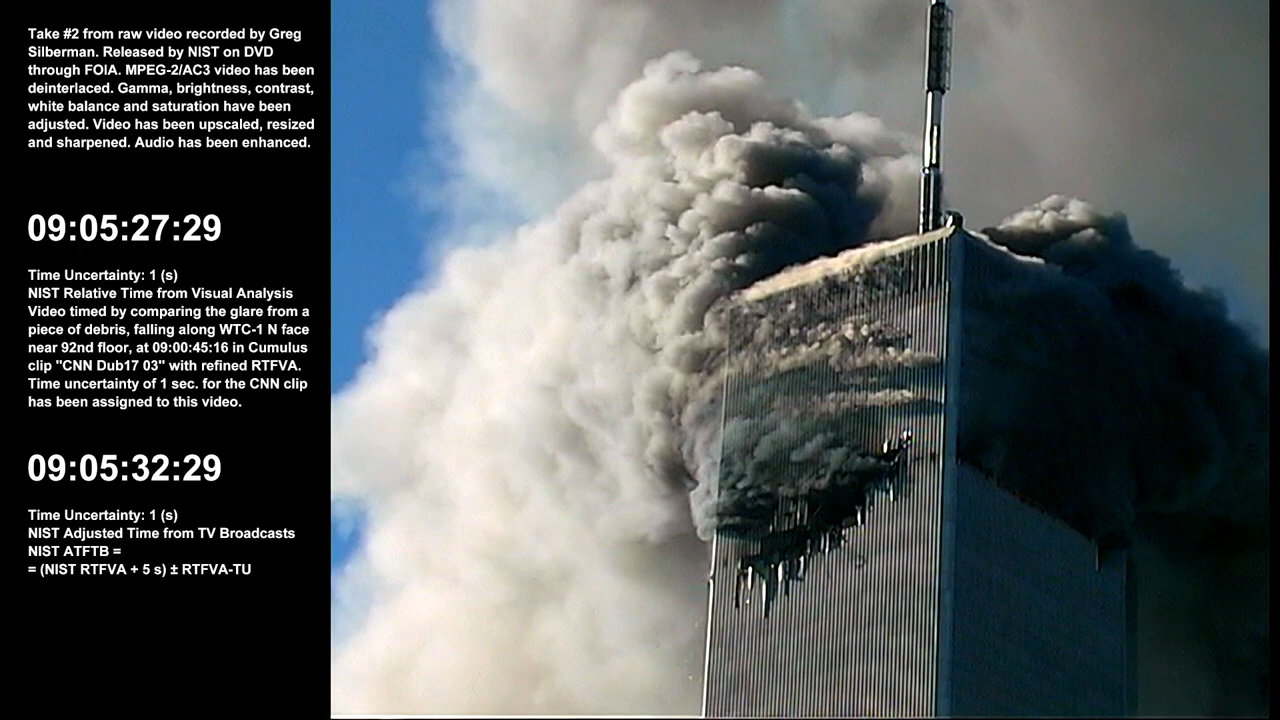 Take #2 from raw video recorded by Greg
Silberman. Released by NIST on DVD
through FOIA. MPEG-2/AC3 video has been
deinterlaced. Gamma, brightness, contrast,
white balance and saturation have been
adjusted. Video has been upscaled, resized
and sharpened. Audio has been enhanced.
09:05:27:29
Time Uncertainty: 1 (s)
NIST Relative Time from Visual Analysis
Video timed by comparing the glare from a
piece of debris, falling along WTC-1 N face
near 92nd floor, at 09:00:45:16 in Cumulus
clip "CNN Dub17 03" with refined RTFVA.
Time uncertainty of 1 sec. for the CNN clip
has been assigned to this video.
09:05:32:29
Time Uncertainty: 1 (s)
NIST Adjusted Time from TV Broadcasts
NIST ATFTB =
= (NIST RTFVA + 5 s) ± RTFVA-TU